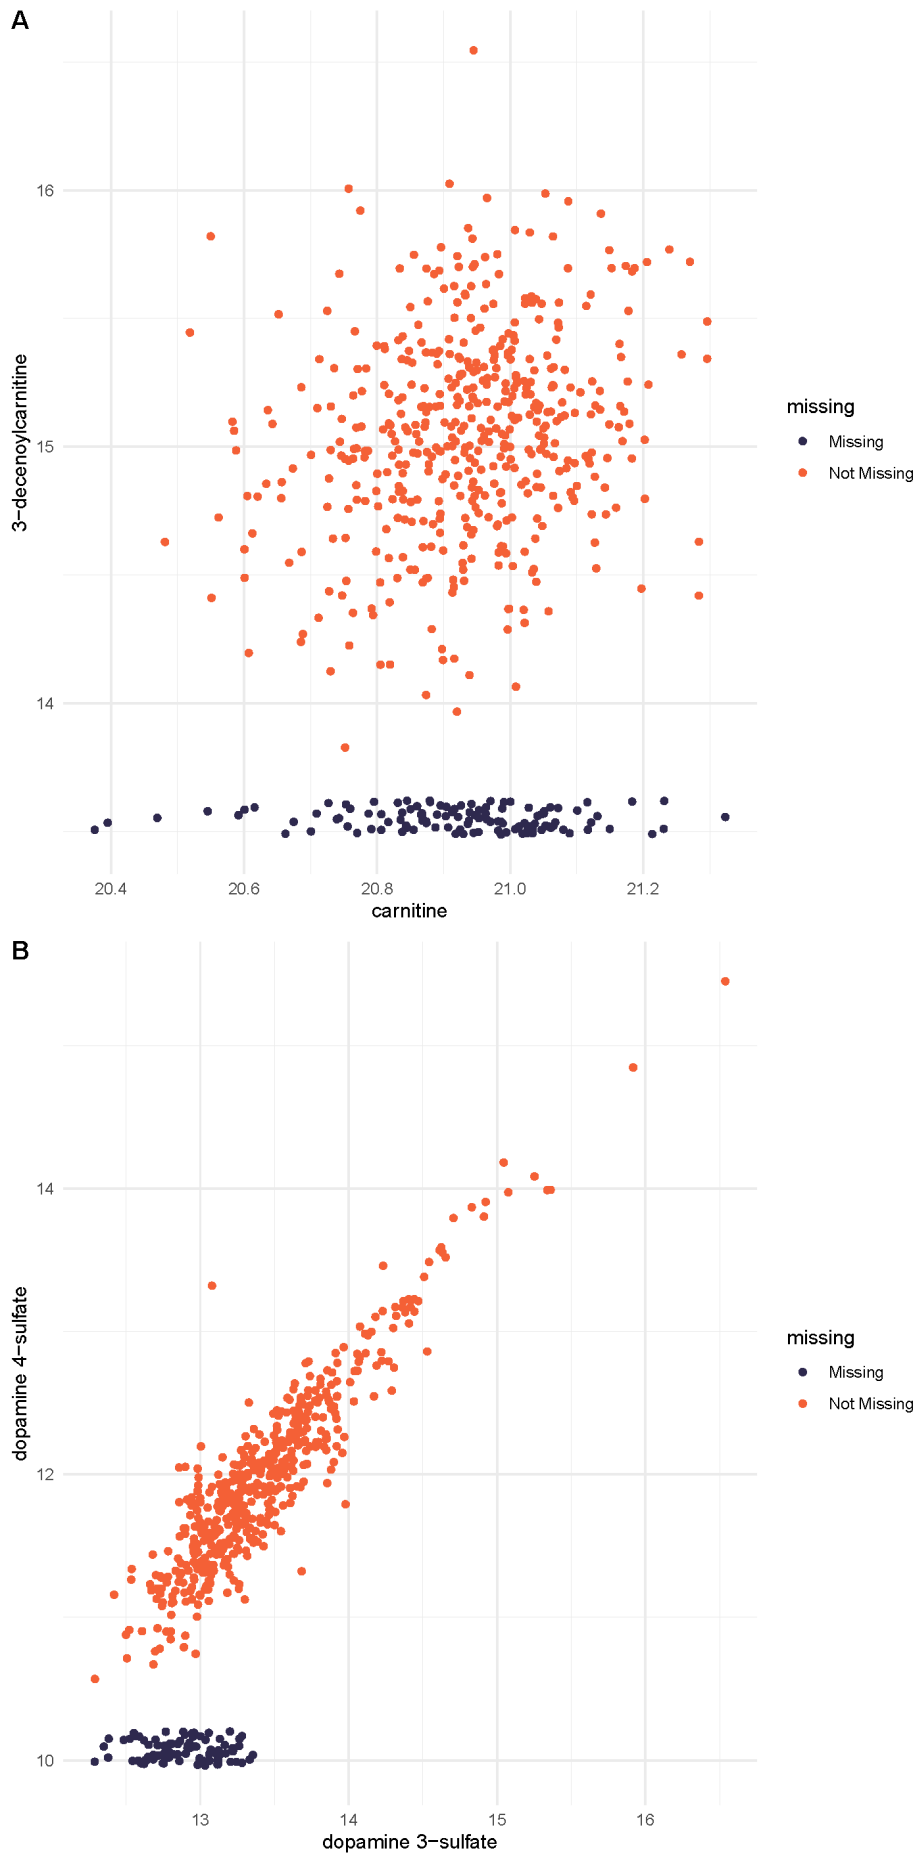 A
3-decenoylcarnitine
16
15
14
20.4 20.6 20.8 21.0 21.2
carnitine
missing
Missing
Not Missing
B
dopamine 4-sulfate
14
12
10
13 14 15 16
dopamine 3-sulfate
missing
Missing
Not Missing